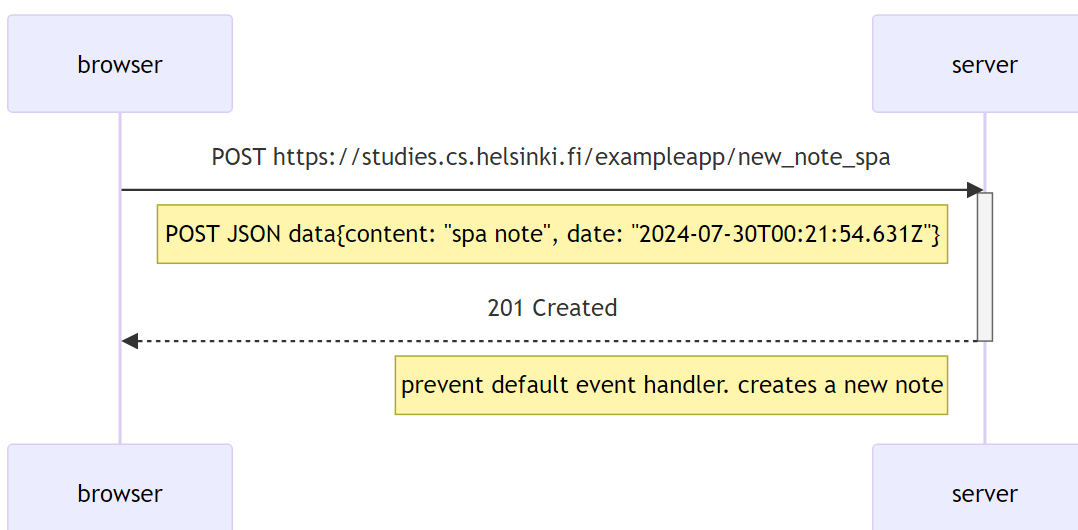 browser
server
POST https://studies.cs.helsinki.fi/exampleapp/new_note_spa
POST JSON data{content: "spa note", date: "2024-07-30T00:21:54.631Z"}
201 Created
prevent default event handler. creates a new note
browser
server